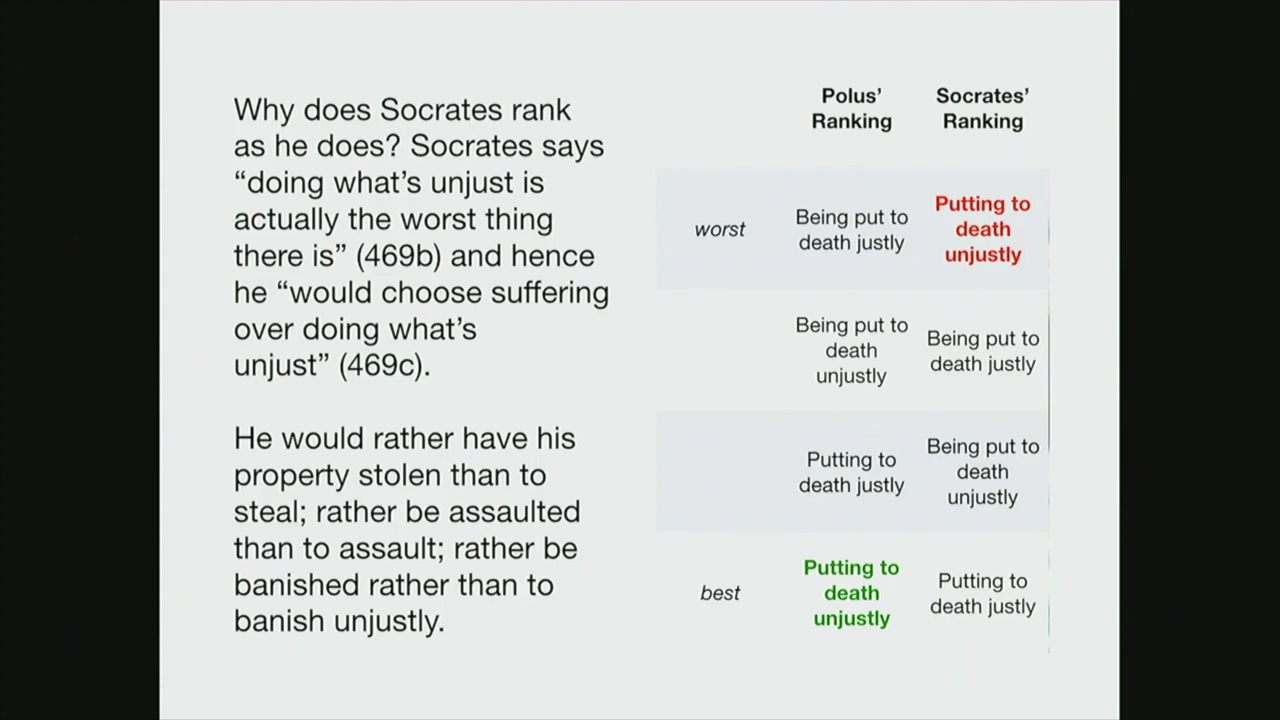 Why does Socrates rank
as he does? Socrates says
“doing what’s unjust is
actually the worst thing
there is” (469b) and hence
he “would choose suffering
over doing what’s
unjust” (469c).
He would rather have his
property stolen than to
steal; rather be assaulted
than to assault; rather be
banished rather than to
banish unjustly.
Polus’
Ranking
Socrates’
Ranking
worst
Being put to
death justly
Putting to
death
unjustly
Being put to
death
unjustly
Being put to
death justly
Putting to
death justly
Being put to
death
unjustly
best
Putting to
death
unjustly
Putting to
death justly